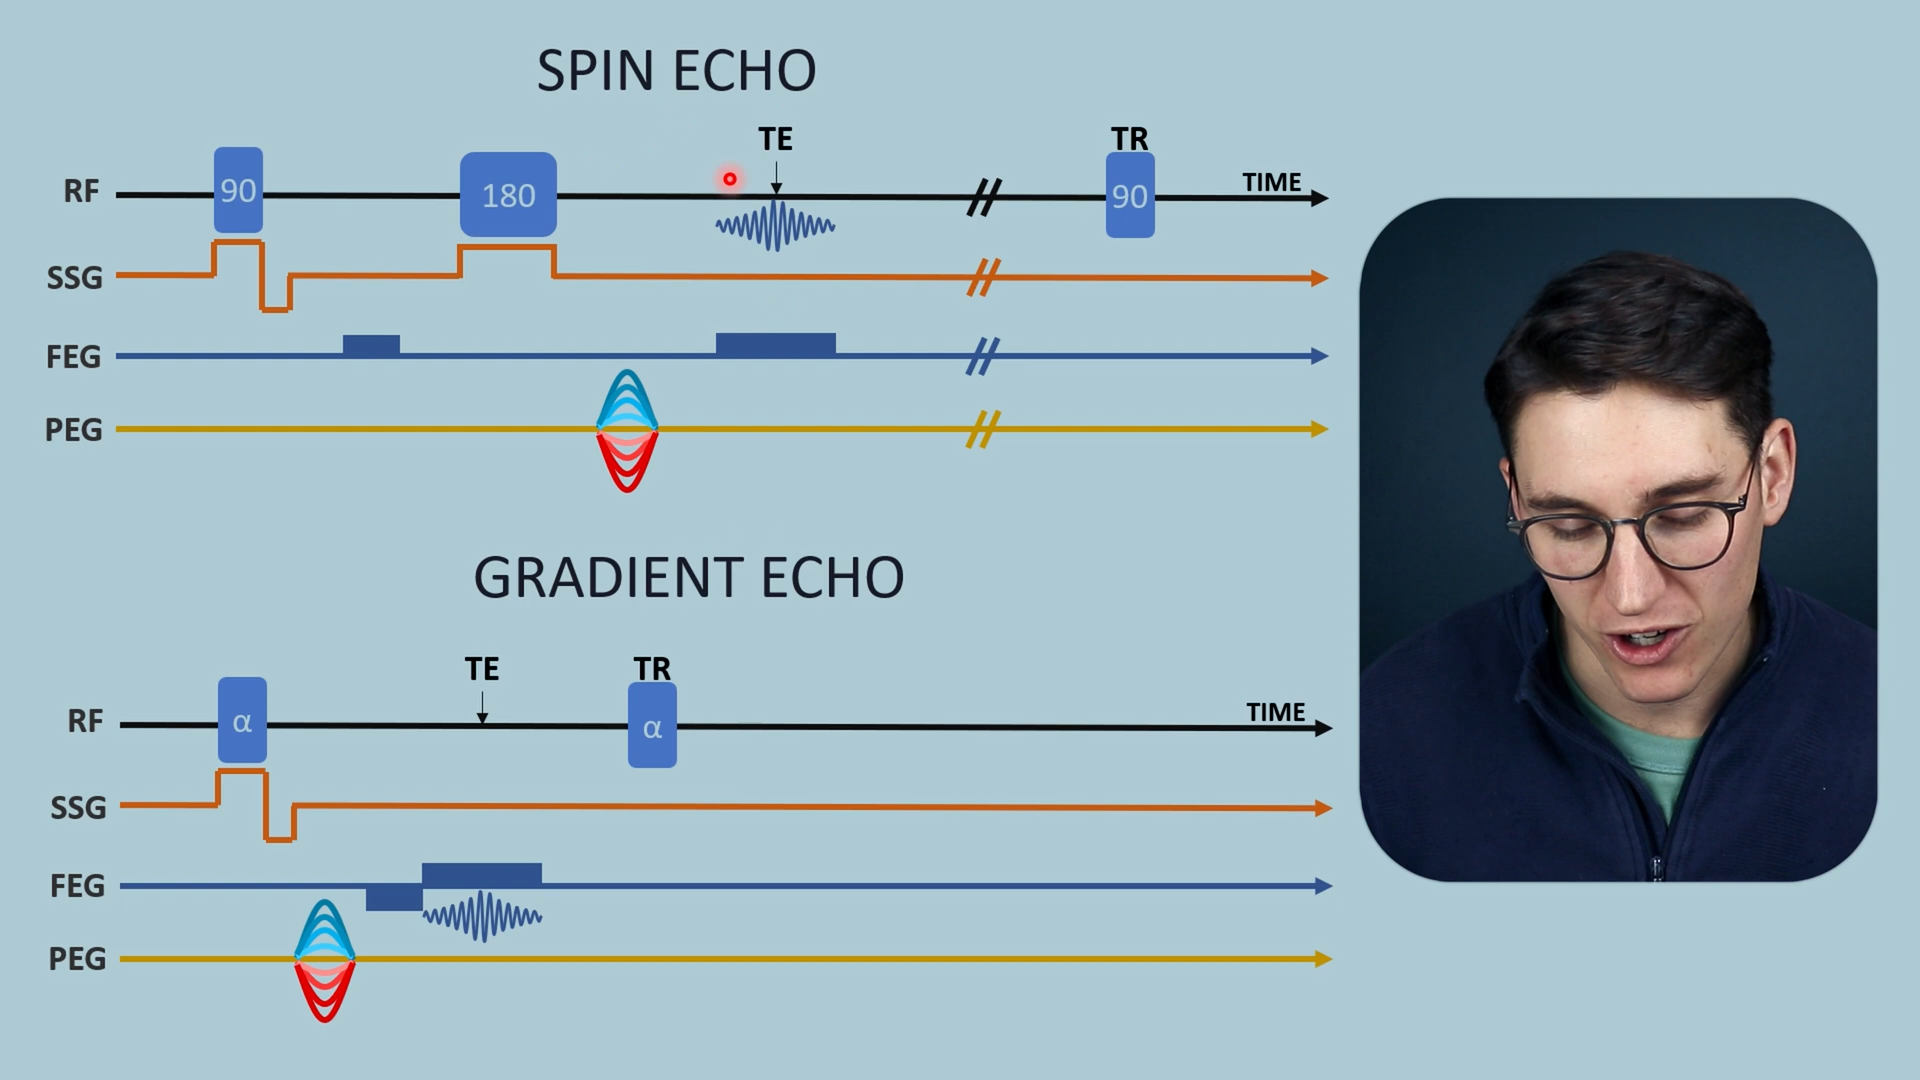 SPIN ECHO
TE
TR
RF
90
180
90
TIME
SSG
FEG
PEG
GRADIENT ECHO
TE
TR
RF
α
α
TIME
SSG
FEG
PEG